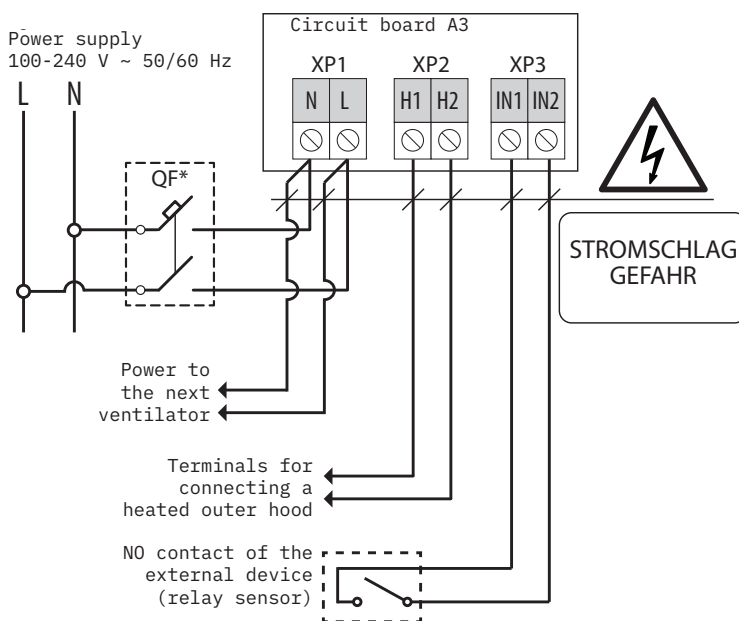 Circuit board A3
Power supply
100-240 V ~ 50/60 Hz
L N
XP1 XP2 XP3
N L H1 H2 IN1 IN2
QF*
STROMSCHLAG
GEFAHR
Power to
the next
ventilator
Terminals for
connecting a
heated outer hood
NO contact of the
external device
(relay sensor)